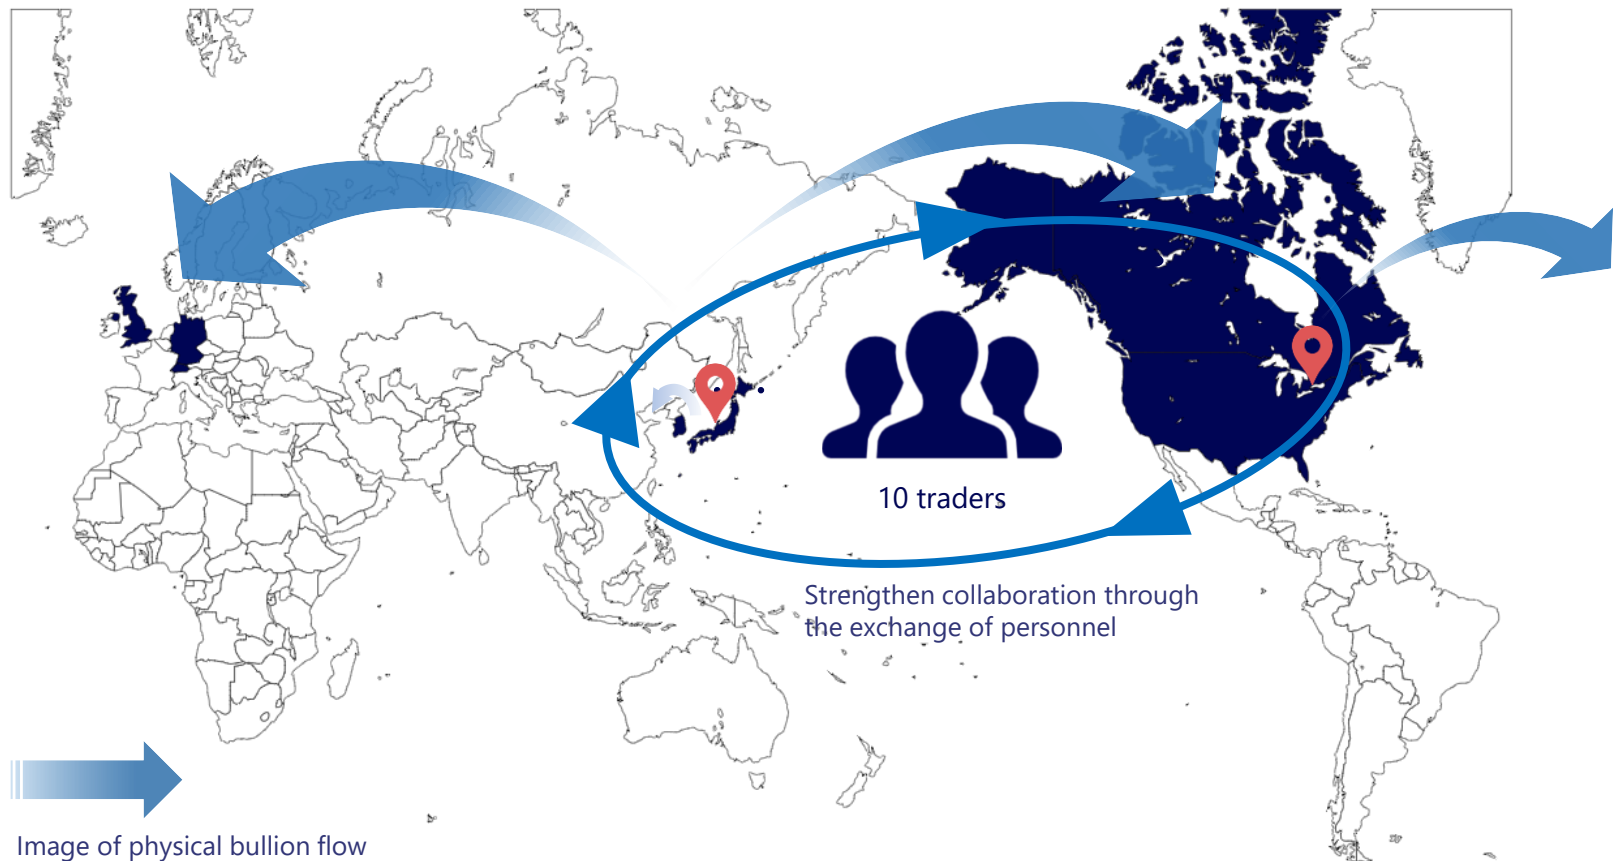 10 traders
Strengthen collaboration through
the exchange of personnel
Image of physical bullion flow